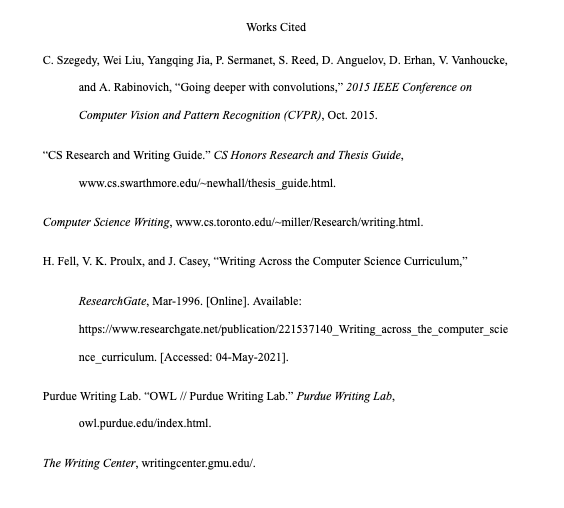 Works Cited
C. Szegedy, Wei Liu, Yangqing Jia, P. Sermanet, S. Reed, D. Anguelov, D. Erhan, V. Vanhoucke,
and A. Rabinovich, “Going deeper with convolutions,” 2015 IEEE Conference on
Computer Vision and Pattern Recognition (CVPR), Oct. 2015.
“CS Research and Writing Guide.” CS Honors Research and Thesis Guide,
www.cs.swarthmore.edu/~newhall/thesis_guide.html.
Computer Science Writing, www.cs.toronto.edu/~miller/Research/writing.html.
H. Fell, V. K. Proulx, and J. Casey, “Writing Across the Computer Science Curriculum,”
ResearchGate, Mar-1996. [Online]. Available:
https://www.researchgate.net/publication/221537140_Writing_across_the_computer_scie
nce_curriculum. [Accessed: 04-May-2021].
Purdue Writing Lab. “OWL // Purdue Writing Lab.” Purdue Writing Lab,
owl.purdue.edu/index.html.
The Writing Center, writingcenter.gmu.edu/.